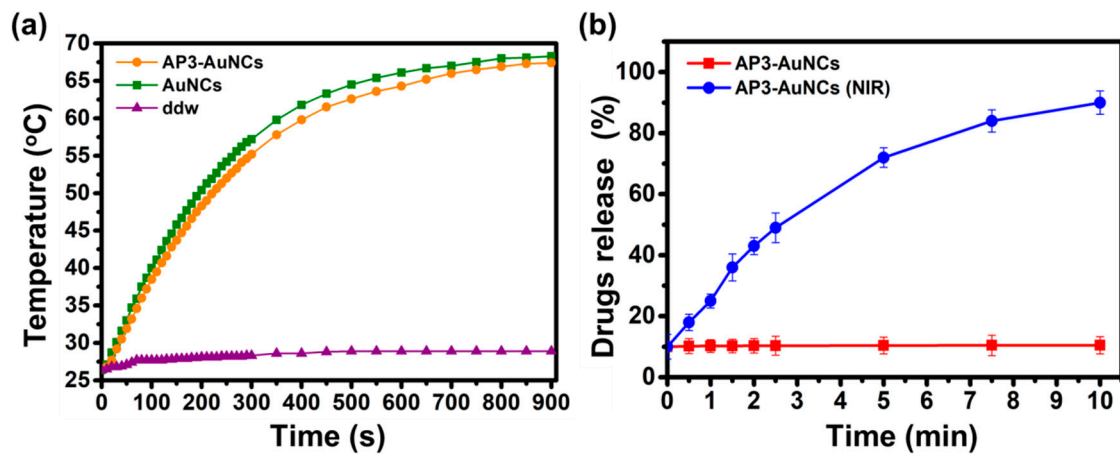 (a)
70
65
60
55
50
45
40
35
30
25
Temperature (oC)
AP3-AuNCs
AuNCs
ddw
0 100 200 300 400 500 600 700 800 900
Time (s)
(b)
100
80
60
40
20
0
Drugs release (%)
AP3-AuNCs
AP3-AuNCs (NIR)
0 1 2 3 4 5 6 7 8 9 10
Time (min)